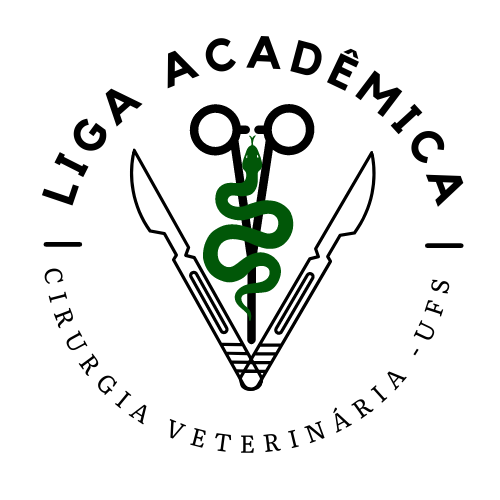 LIGA ACADÊMICA
CIRURGIA VETERINÁRIA -UFS